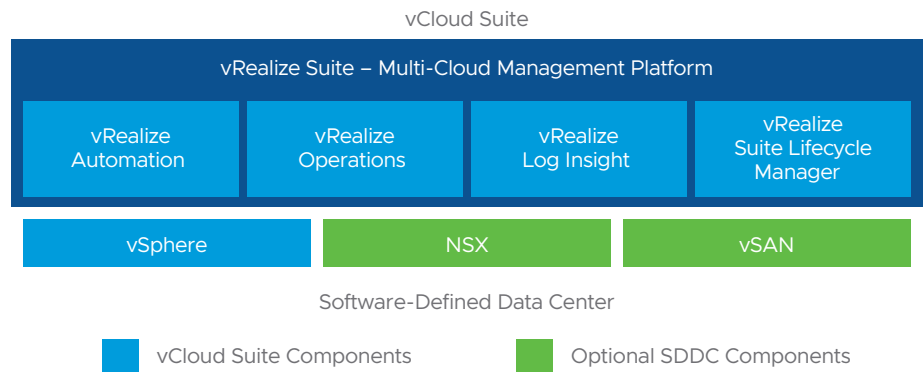 vCloud Suite
vRealize Suite – Multi-Cloud Management Platform
vRealize
Automation
vRealize
Operations
vRealize
Log Insight
vRealize
Suite Lifecycle
Manager
vSphere
NSX
vSAN
Software-Defined Data Center
vCloud Suite Components
Optional SDDC Components